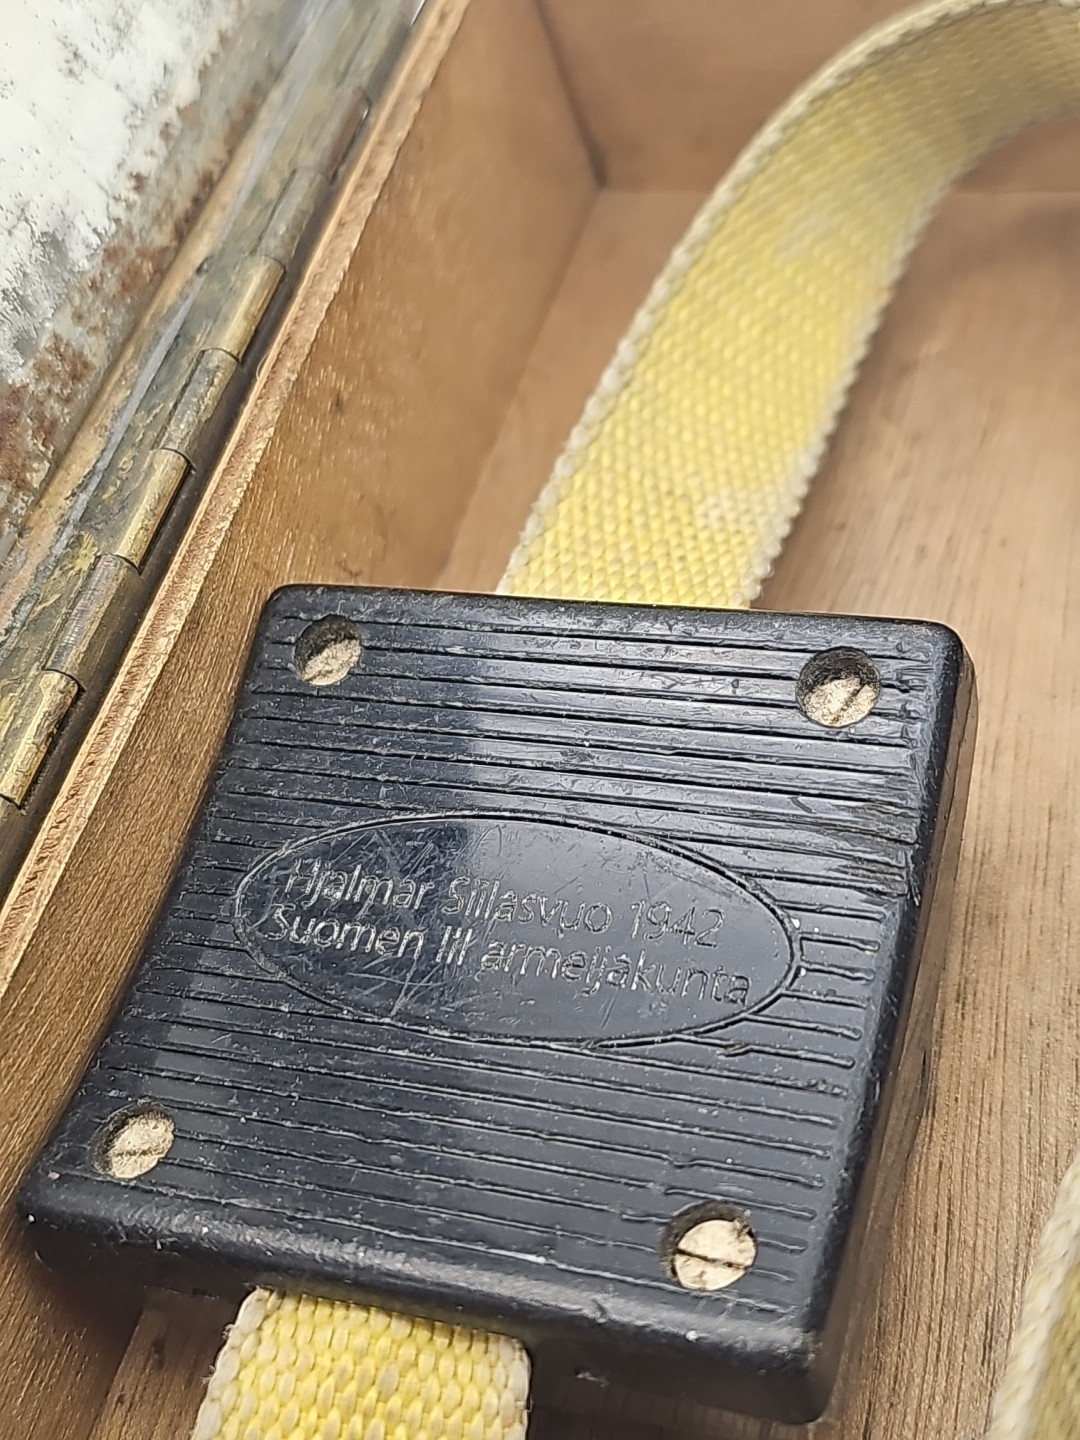 Hjalmar Siilasvuo 1942
Suomen III armeijakunta